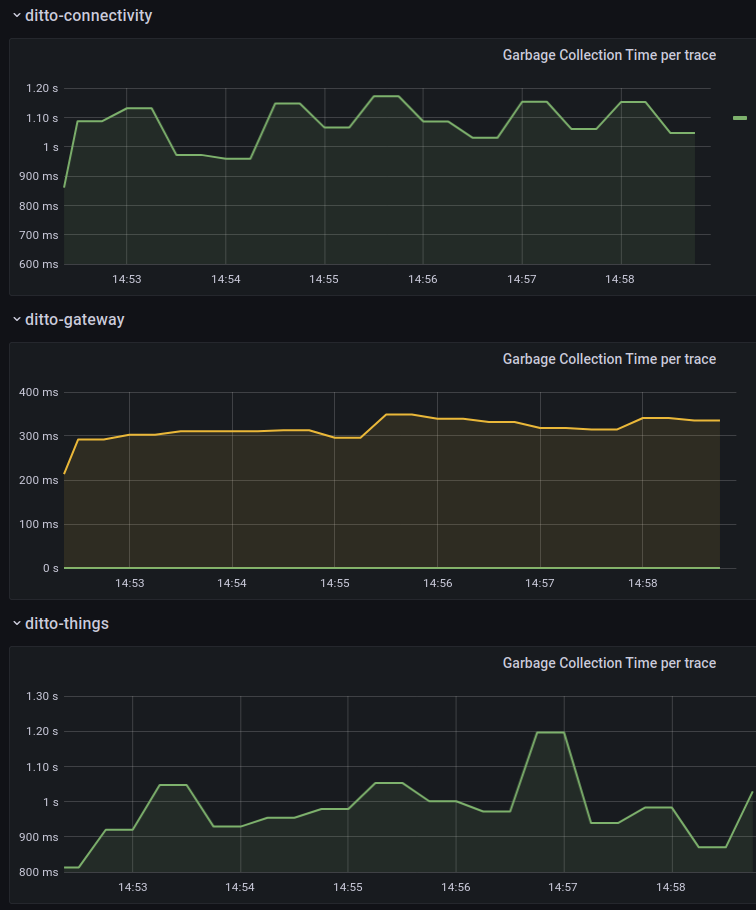 ditto-connectivity
Garbage Collection Time per trace
1.20 s
1.10 s
1 s
900 ms
800 ms
700 ms
600 ms
14:53 14:54 14:55 14:56 14:57 14:58
ditto-gateway
Garbage Collection Time per trace
400 ms
300 ms
200 ms
100 ms
0 s
14:53 14:54 14:55 14:56 14:57 14:58
ditto-things
Garbage Collection Time per trace
1.30 s
1.20 s
1.10 s
1 s
900 ms
800 ms
14:53 14:54 14:55 14:56 14:57 14:58